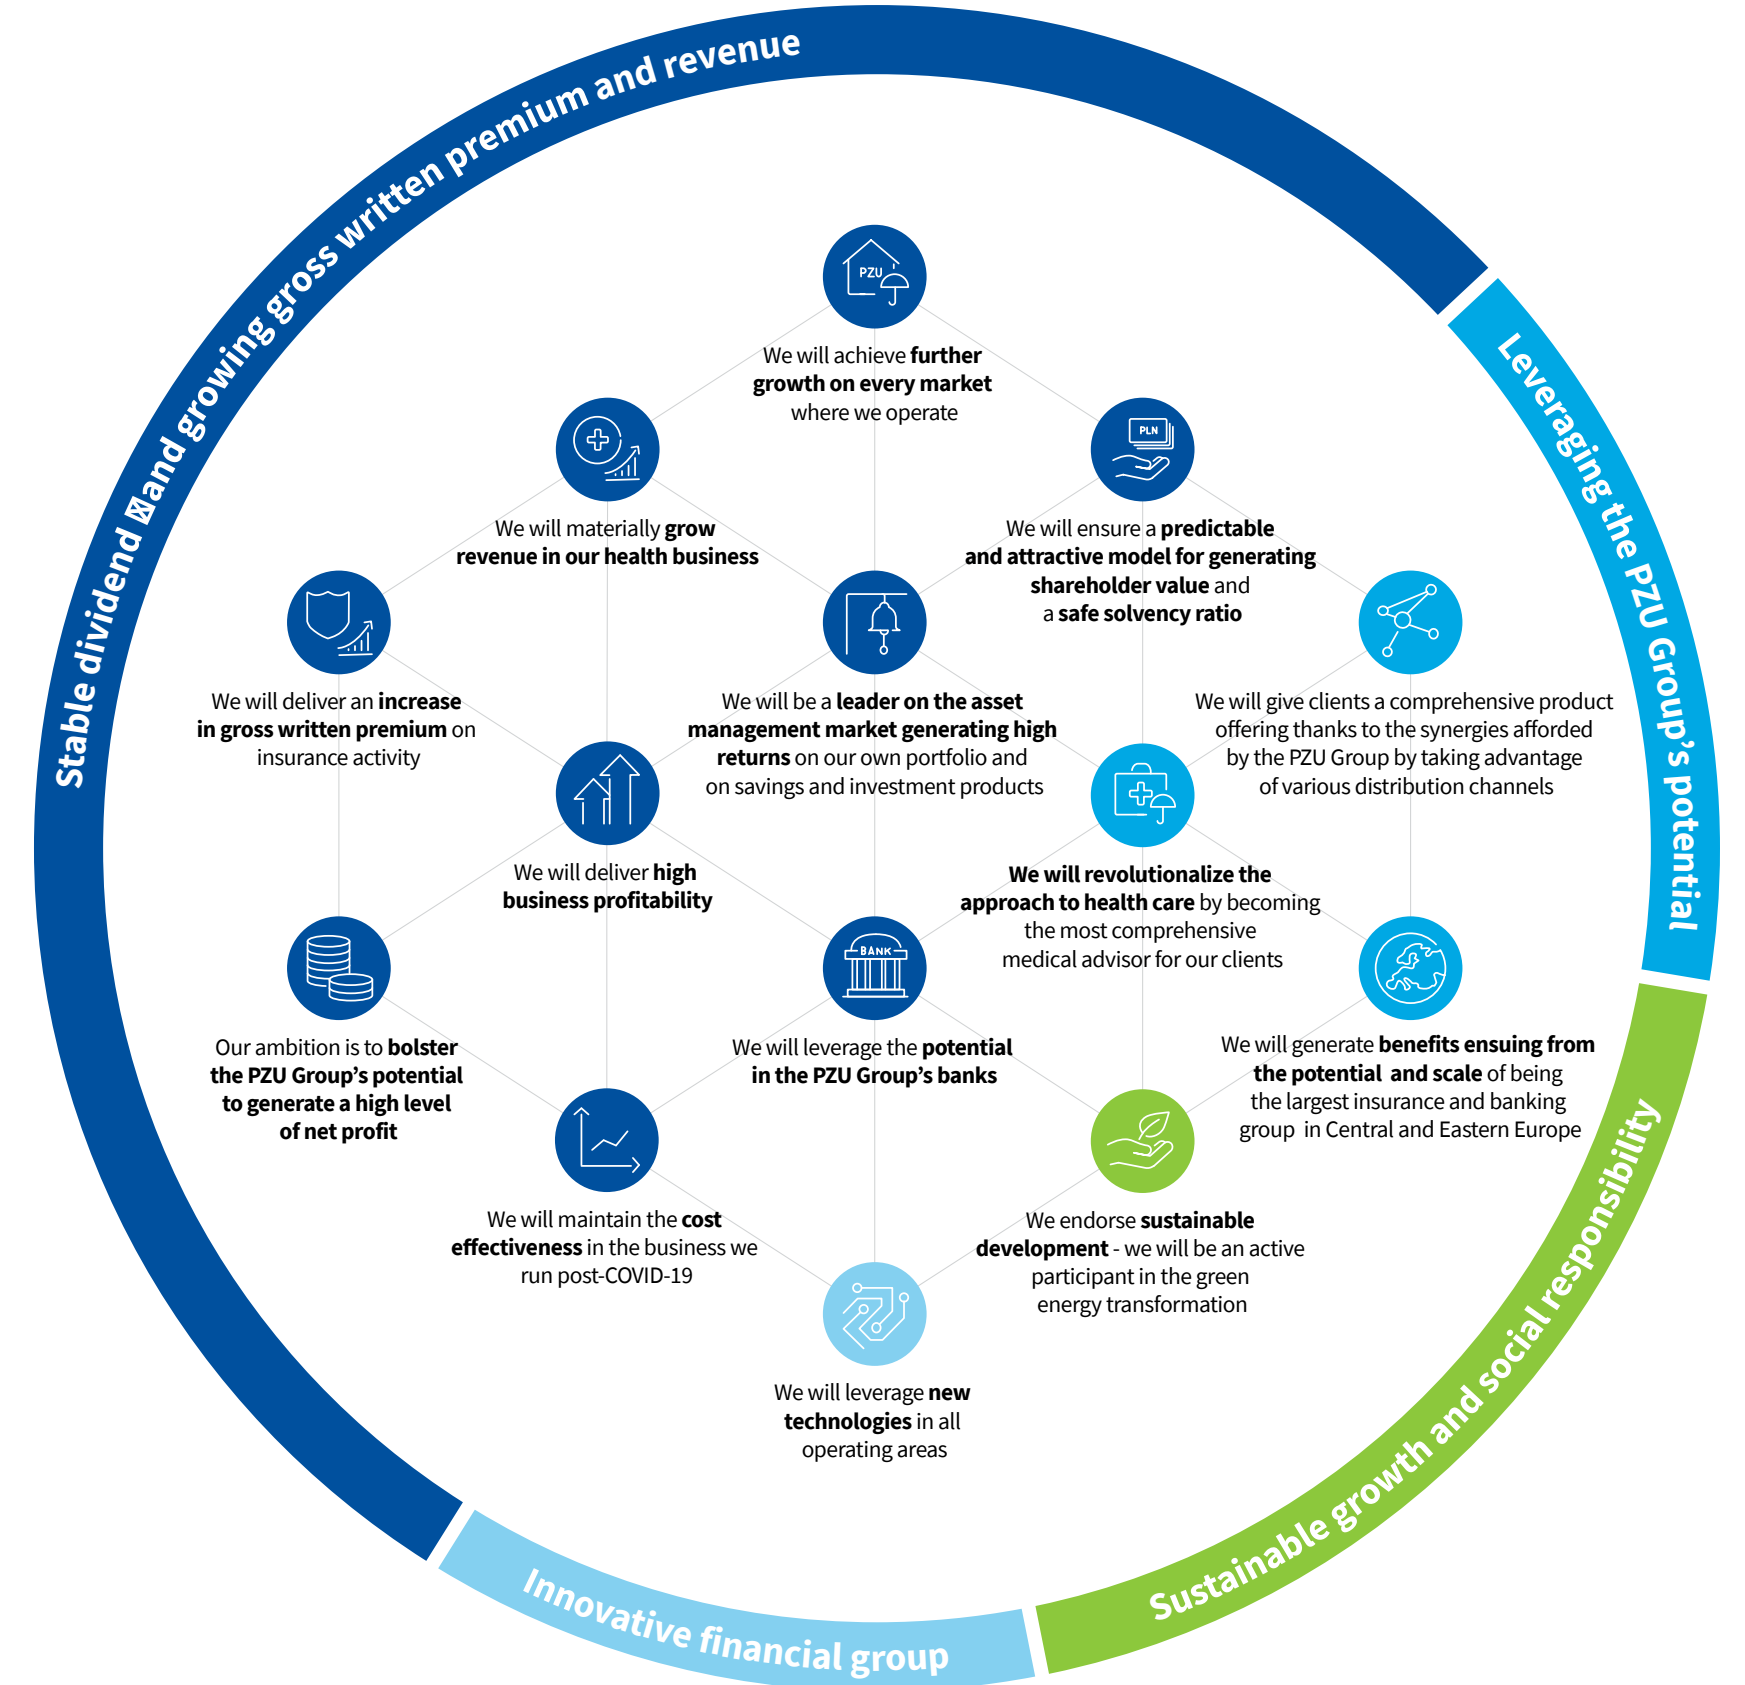 Stable dividend and growing gross written premium and revenue
Leveraging the PZU Group's potential
Sustainable growth and social responsibility
Innovative financial group
PZU
We will achieve further
growth on every market
where we operate
We will materially grow
revenue in our health business
PLN
We will ensure a predictable
and attractive model for generating
shareholder value and
a safe solvency ratio
We will deliver an increase
in gross written premium on
insurance activity
We will be a leader on the asset
management market generating high
returns on our own portfolio and
on savings and investment products
We will give clients a comprehensive product
offering thanks to the synergies afforded
by the PZU Group by taking advantage
of various distribution channels
We will deliver high
business profitability
We will revolutionalize the
approach to health care by becoming
the most comprehensive
medical advisor for our clients
Our ambition is to bolster
the PZU Group's potential
to generate a high level
of net profit
BANK
We will leverage the potential
in the PZU Group's banks
We will generate benefits ensuing from
the potential and scale of being
the largest insurance and banking
group in Central and Eastern Europe
We will maintain the cost
effectiveness in the business we
run post-COVID-19
We endorse sustainable
development - we will be an active
participant in the green
energy transformation
We will leverage new
technologies in all
operating areas